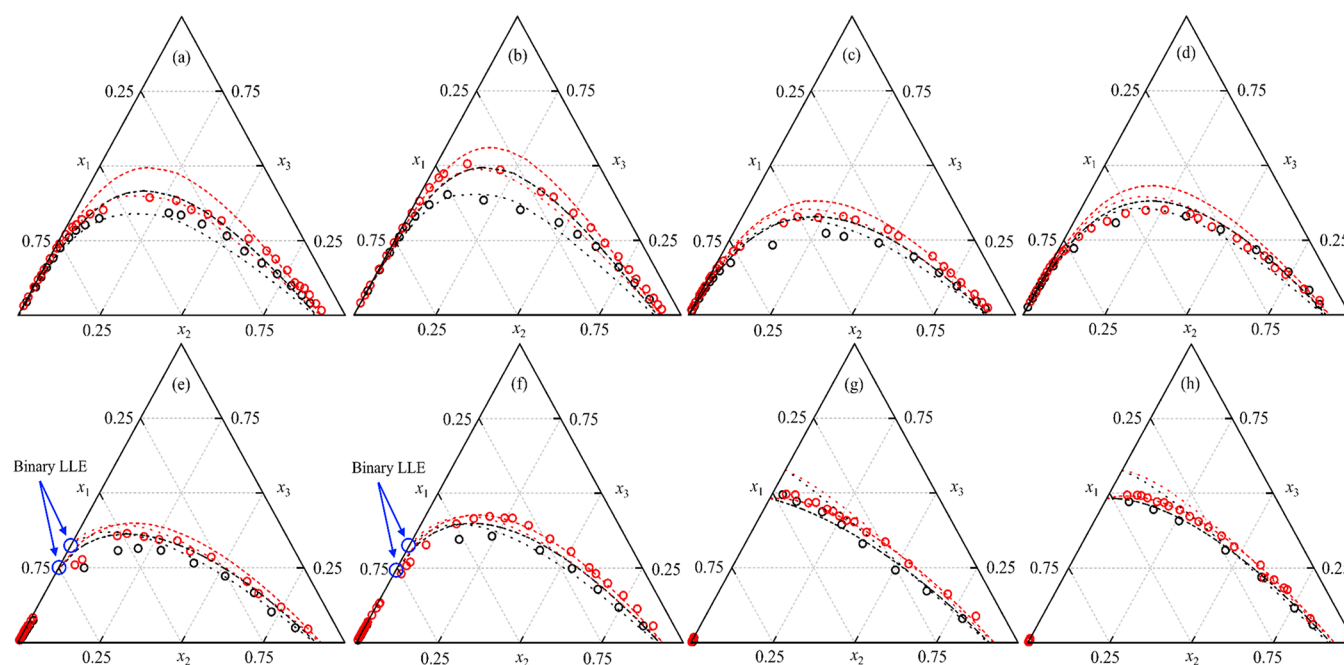 (a) (b) (c) (d)
0.25 0.75 0.25 0.75 0.25 0.75 0.25 0.75
x1 x3 x1 x3 x1 x3 x1 x3
0.75 0.25 0.75 0.25 0.75 0.25 0.75 0.25
0.25 x2 0.75 0.25 x2 0.75 0.25 x2 0.75 0.25 x2 0.75
(e) (f) (g) (h)
0.25 0.75 0.25 0.75 0.25 0.75 0.25 0.75
Binary LLE Binary LLE
x1 x3 x1 x3 x1 x3 x1 x3
0.75 0.25 0.75 0.25 0.75 0.25 0.75 0.25
0.25 x2 0.75 0.25 x2 0.75 0.25 x2 0.75 0.25 x2 0.75